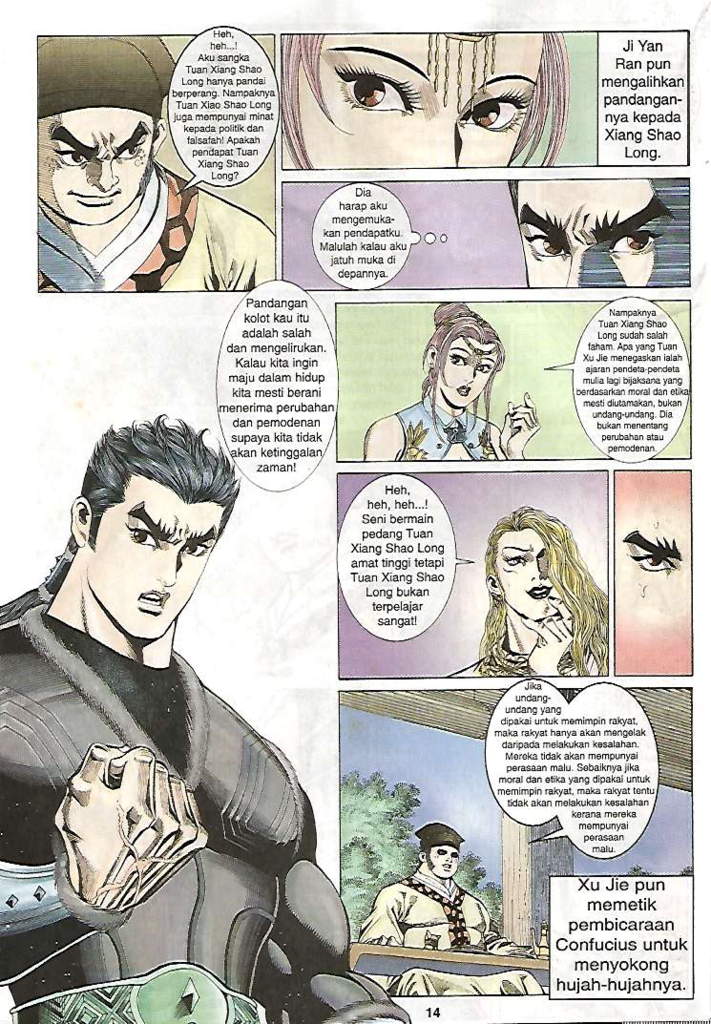 Heh,
heh,...!
Aku sangka
Tuan Xiang Shao
Long hanya pandai
berperang. Nampaknya
Tuan Xiao Shao Long
juga mempunyai minat
kepada politik dan
falsafah! Apakah
pendapat Tuan
Xiang Shao
Long?
Ji Yan
Ran pun
mengalihkan
pandangan-
nya kepada
Xiang Shao
Long.
Dia
harap aku
mengemuka-
kan pendapatku.
Malulah kalau aku
jatuh muka di
depannya.
Pandangan
kolot kau itu
adalah salah
dan mengelirukan.
Kalau kita ingin
maju dalam hidup
kita mesti berani
menerima perubahan
dan pemodenan
supaya kita tidak
akan ketinggalan
zaman!
Nampaknya
Tuan Xiang Shao
Long sudah salah
faham. Apa yang Tuan
Xu Jie menegaskan ialah
ajaran pendeta-pendeta
mulia lagi bijaksana yang
berdasarkan moral dan etika
mesti diutamakan, bukan
undang-undang. Dia
bukan menentang
perubahan atau
pemodenan.
Heh,
heh, heh...!
Seni bermain
pedang Tuan
Xiang Shao Long
amat tinggi tetapi
Tuan Xiang Shao
Long bukan
terpelajar
sangat!
Jika
undang-
undang yang
dipakai untuk memimpin rakyat,
maka rakyat hanya akan mengelak
daripada melakukan kesalahan.
Mereka tidak akan mempunyai
perasaan malu. Sebaiknya jika
moral dan etika yang dipakai untuk
memimpin rakyat, maka rakyat tentu
tidak akan melakukan kesalahan
kerana mereka
mempunyai
perasaan
malu.
Xu Jie pun
memetik
pembicaraan
Confucius untuk
menyokong
hujah-hujahnya.
14